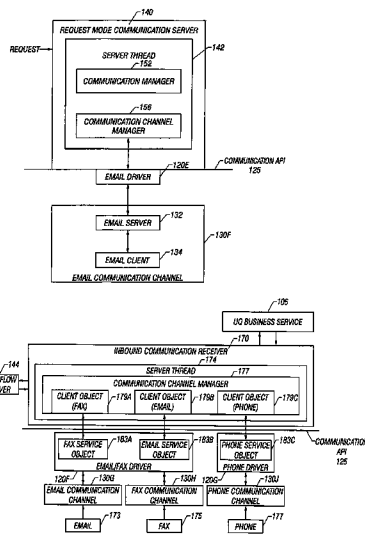 140
REQUEST MODE COMMUNICATION SERVER
REQUEST
142
SERVER THREAD
152
COMMUNICATION MANAGER
156
COMMUNICATION CHANNEL
MANAGER
COMMUNICATION API
125
120E
EMAIL DRIVER
EMAIL SERVER
132
130F
EMAIL CLIENT
134
EMAIL COMMUNICATION CHANNEL
105
UQ BUSINESS SERVICE
170
INBOUND COMMUNICATION RECEIVER
174
144
SERVER THREAD
177
COMMUNICATION CHANNEL MANAGER
CLIENT OBJECT
(FAX)
179A
CLIENT OBJECT
(EMAIL)
179B
CLIENT OBJECT
(PHONE)
179C
COMMUNICATION
API
125
FAX SERVICE
OBJECT
183A
EMAIL SERVICE
OBJECT
183B
PHONE SERVICE
OBJECT
183C
EMAIL/FAX DRIVER
PHONE DRIVER
120F
130G
130H
120G
130J
EMAIL COMMUNICATION
CHANNEL
FAX COMMUNICATION
CHANNEL
PHONE COMMUNICATION
CHANNEL
EMAIL
173
FAX
175
PHONE
177